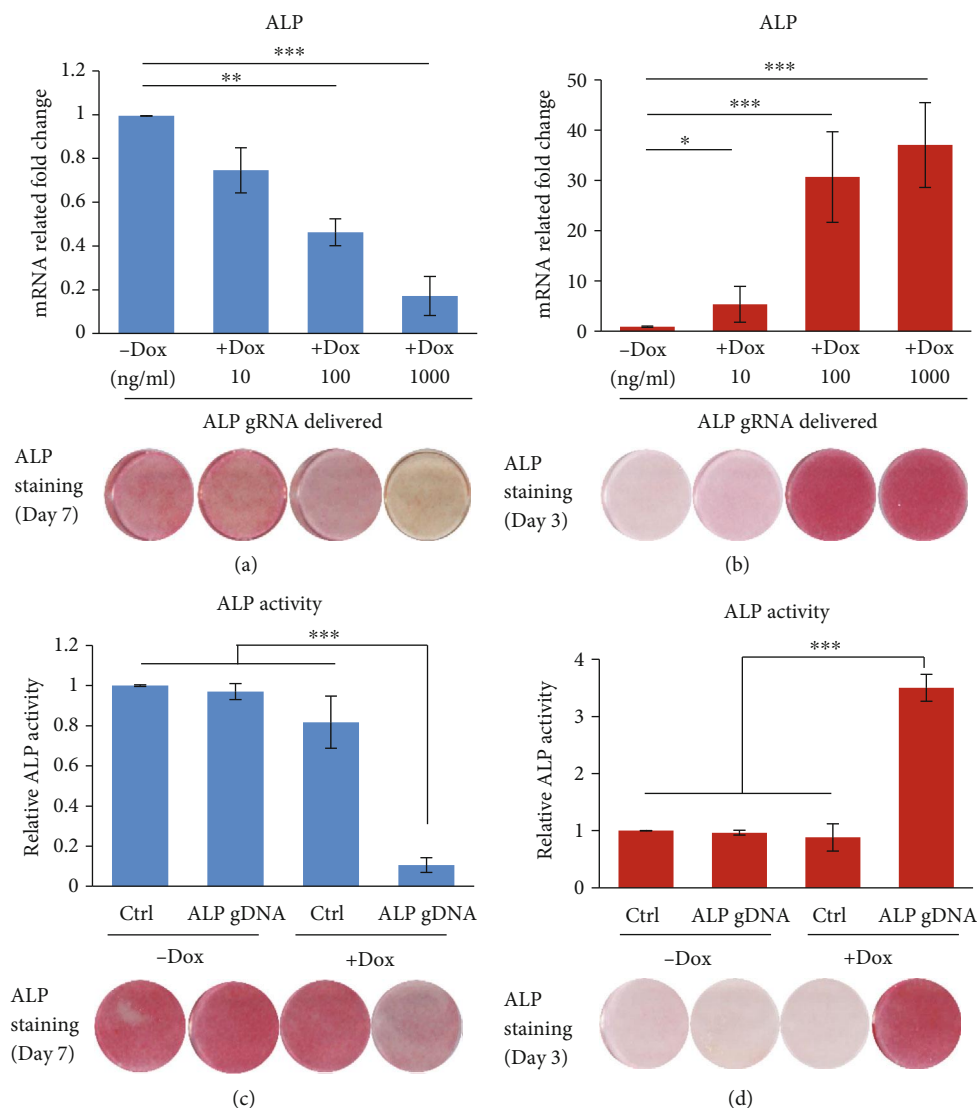 ALP
***
**
1.2
1
0.8
0.6
0.4
0.2
0
mRNA related fold change
–Dox +Dox +Dox +Dox
(ng/ml) 10 100 1000
ALP gRNA delivered
ALP
staining
(Day 7)
(a)
ALP
***
***
*
50
40
30
20
10
0
mRNA related fold change
–Dox +Dox +Dox +Dox
(ng/ml) 10 100 1000
ALP gRNA delivered
ALP
staining
(Day 3)
(b)
ALP activity
***
1.2
1
0.8
0.6
0.4
0.2
0
Relative ALP activity
Ctrl ALP gDNA Ctrl ALP gDNA
–Dox +Dox
ALP
staining
(Day 7)
(c)
ALP activity
***
4
3
2
1
0
Relative ALP activity
Ctrl ALP gDNA Ctrl ALP gDNA
–Dox +Dox
ALP
staining
(Day 3)
(d)